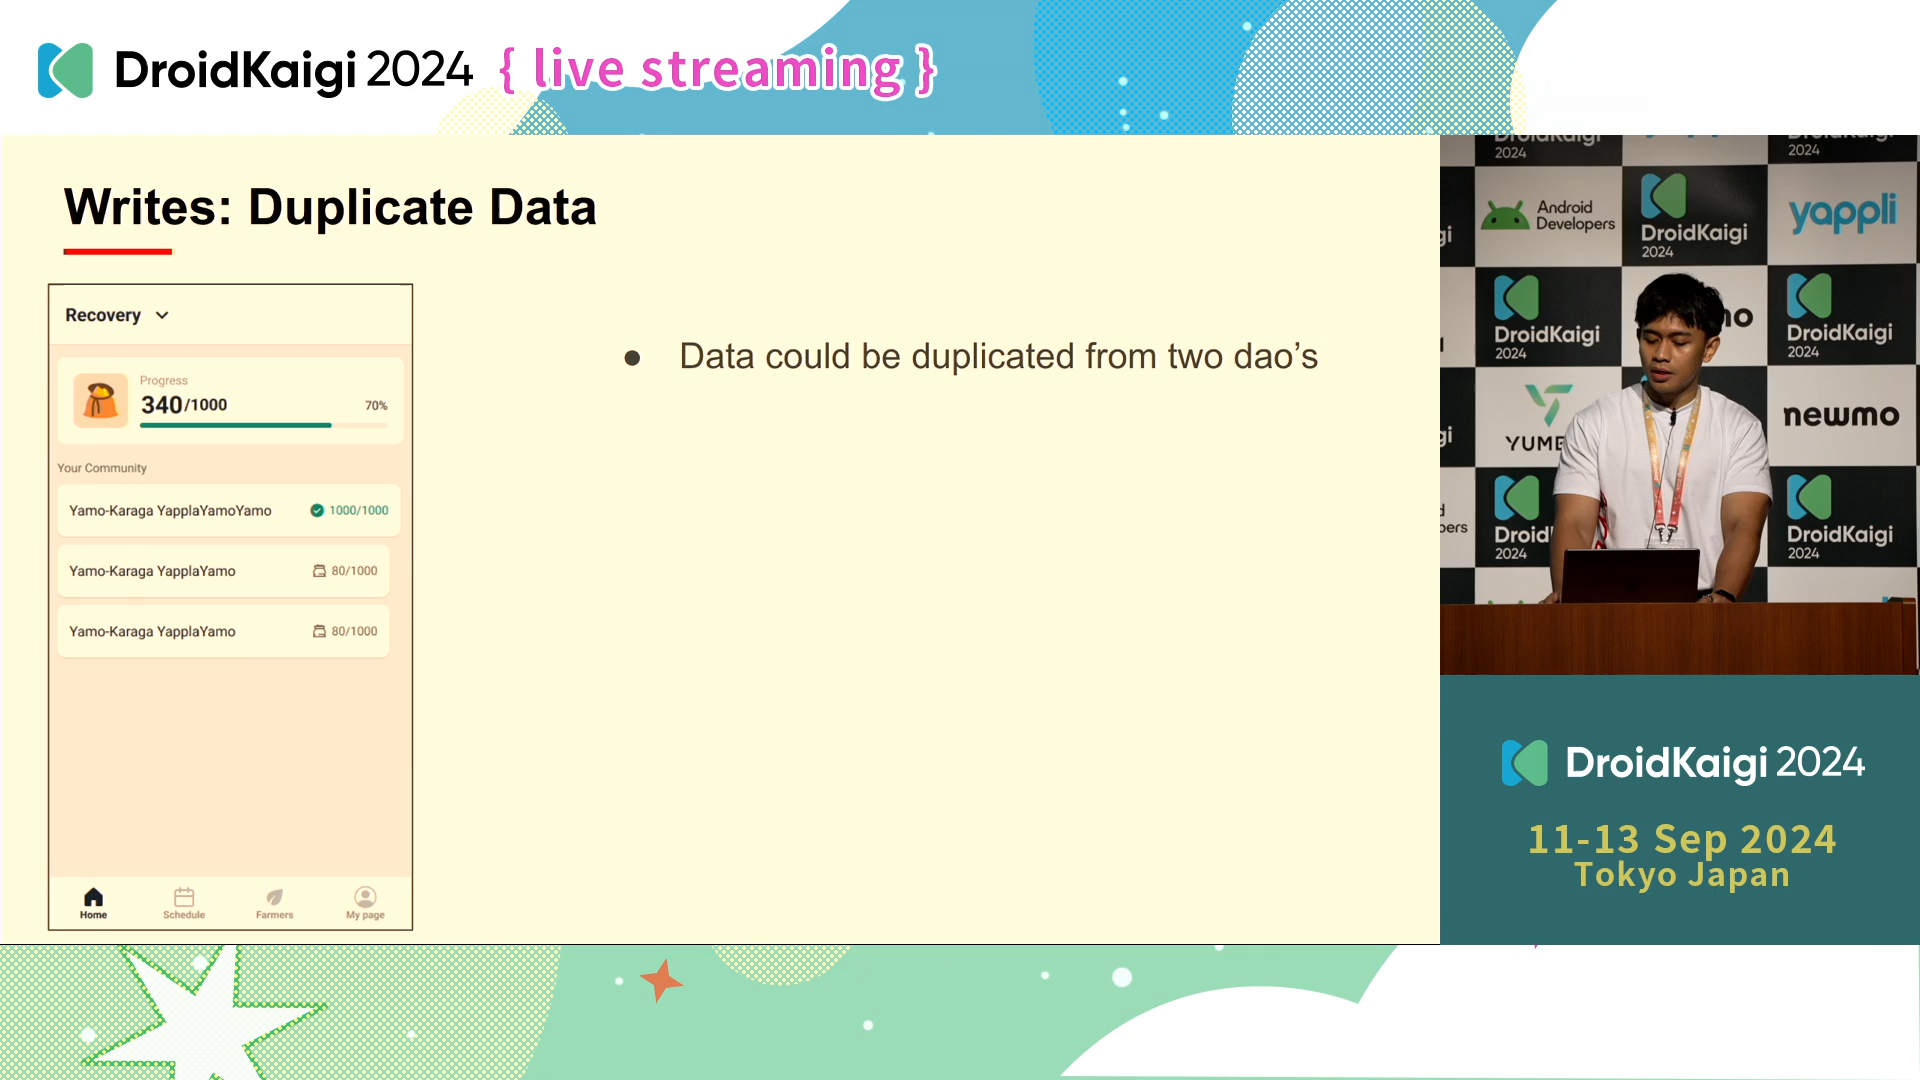 DroidKaigi 2024 { live streaming }
Writes: Duplicate Data
Recovery
Progress
340/1000
70%
Your Community
Yamo-Karaga YapplaYamoYamo 1000/1000
Yamo-Karaga YapplaYamo 80/1000
Yamo-Karaga YapplaYamo 80/1000
Home Schedule Farmers My page
● Data could be duplicated from two dao’s
DroidKaigi
2024
2024
Android
Developers
DroidKaigi
2024
yappli
DroidKaigi
2024
DroidKaigi
2024
newmo
DroidKaigi
2024
DroidKaigi 2024
11-13 Sep 2024
Tokyo Japan